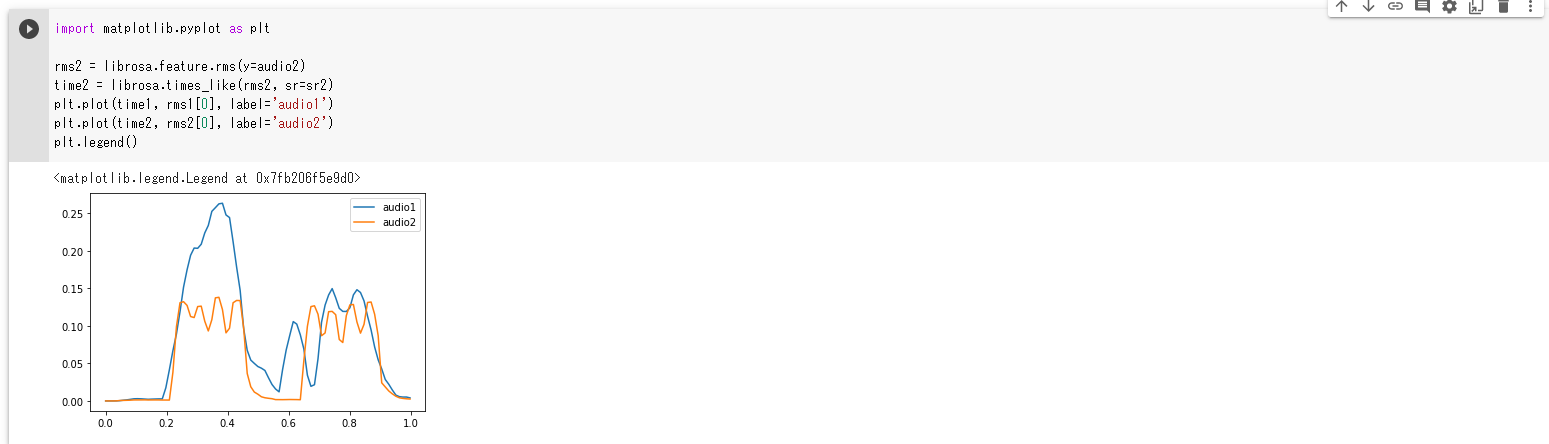 import matplotlib.pyplot as plt
rms2 = librosa.feature.rms(y=audio2)
time2 = librosa.times_like(rms2, sr=sr2)
plt.plot(time1, rms1[0], label='audio1')
plt.plot(time2, rms2[0], label='audio2')
plt.legend()
<matplotlib.legend.Legend at 0x7fb206f5e9d0>
audio1
audio2
0.25
0.20
0.15
0.10
0.05
0.00
0.0 0.2 0.4 0.6 0.8 1.0